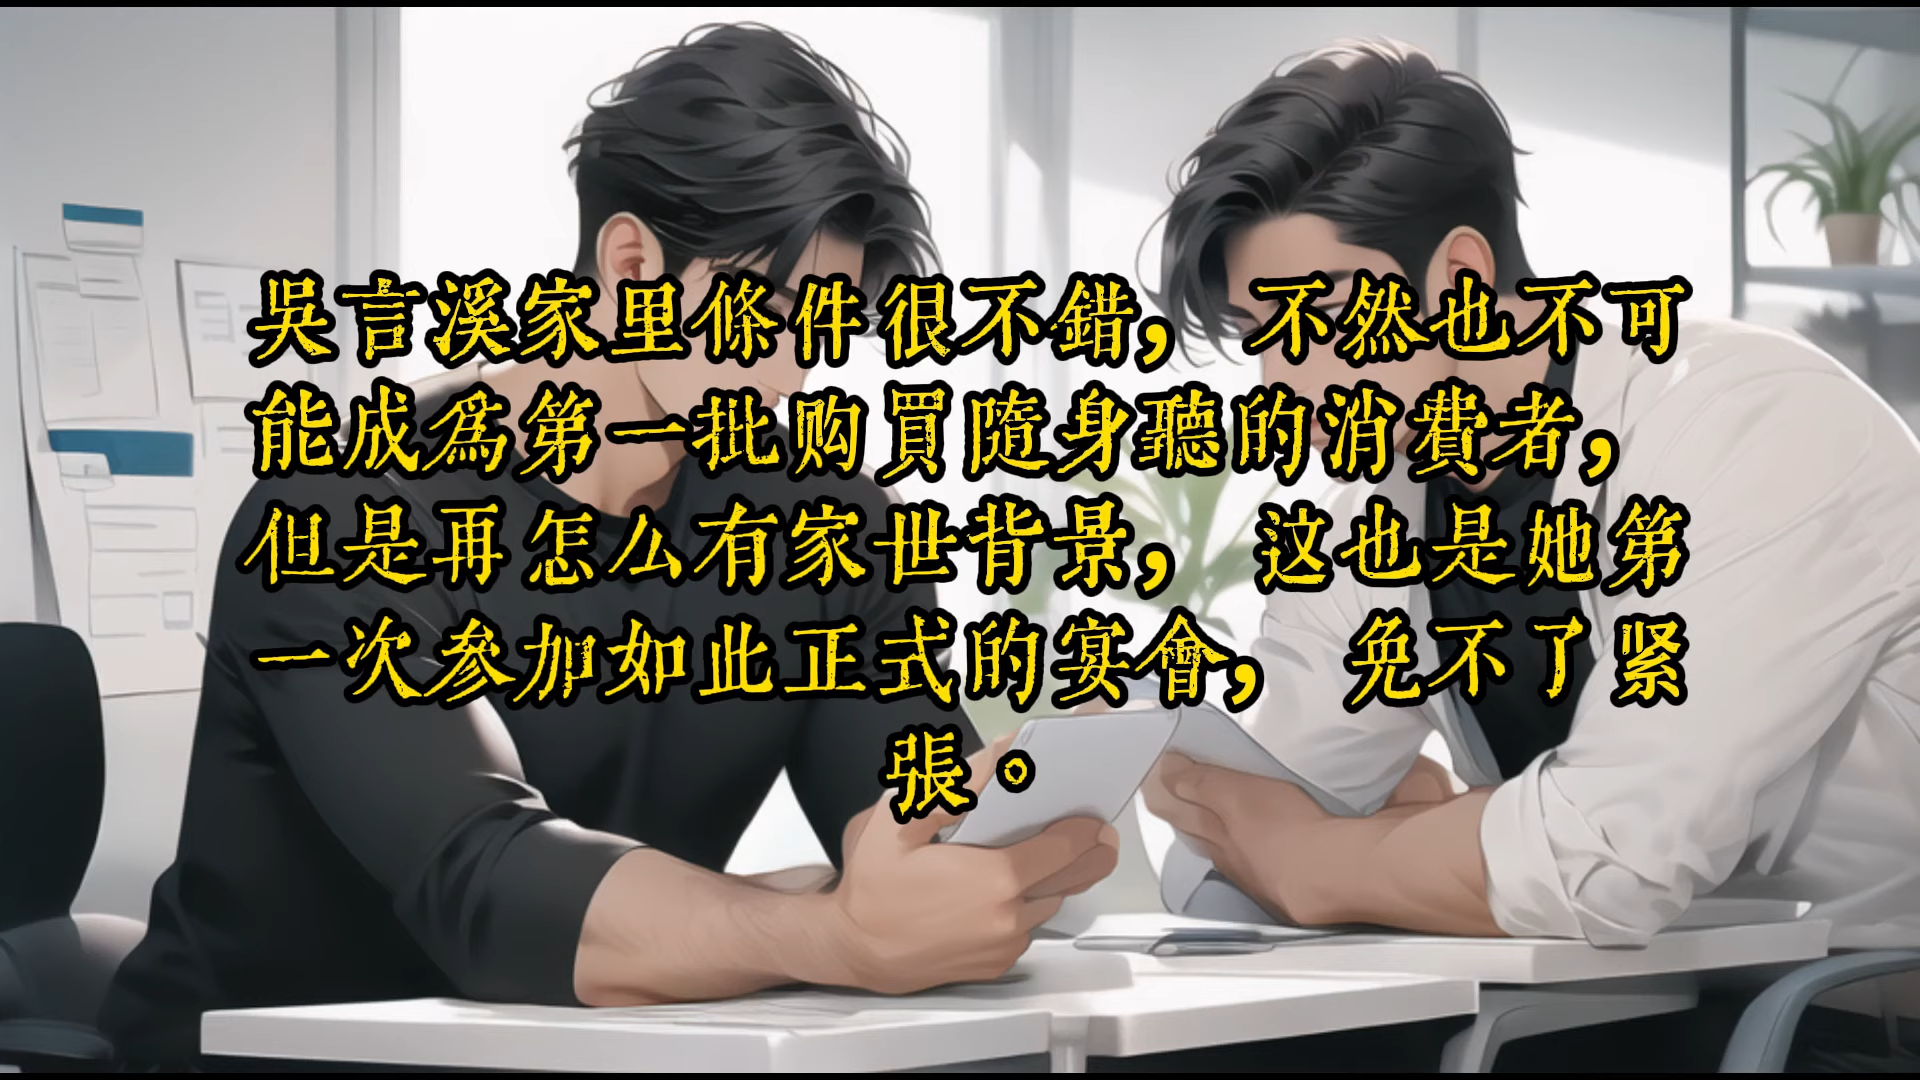 吳言溪家里條件很不錯，不然也不可
能成爲第一批购買隨身聽的消費者，
但是再怎么有家世背景，这也是她第
一次參加如此正式的宴會，免不了紧
張。